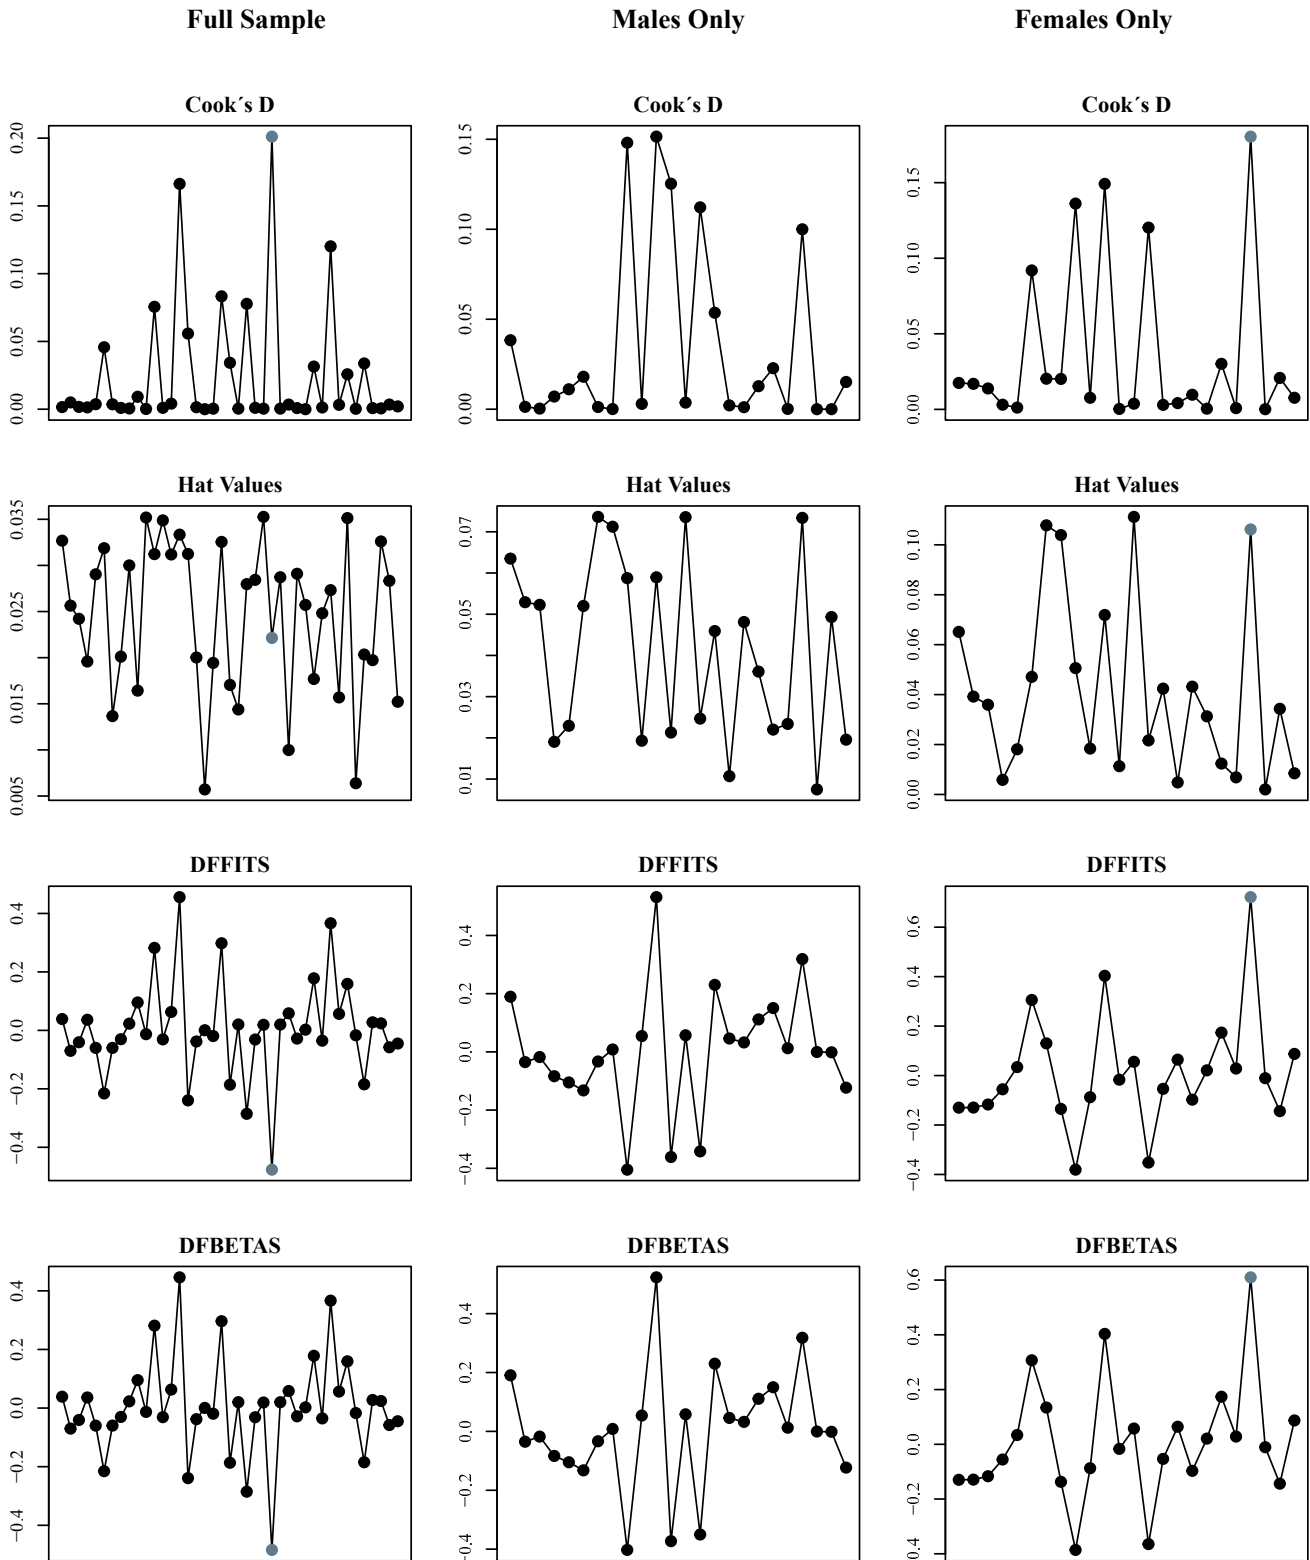 Full Sample Males Only Females Only
Cook´s D Cook´s D Cook´s D
0.00 0.05 0.10 0.15 0.20
0.00 0.05 0.10 0.15
0.00 0.05 0.10 0.15
Hat Values Hat Values Hat Values
0.005 0.015 0.025 0.035
0.01 0.03 0.05 0.07
0.00 0.02 0.04 0.06 0.08 0.10
DFFITS DFFITS DFFITS
−0.4 −0.2 0.0 0.2 0.4
−0.4 −0.2 0.0 0.2 0.4
−0.4 −0.2 0.0 0.2 0.4 0.6
DFBETAS DFBETAS DFBETAS
−0.4 −0.2 0.0 0.2 0.4
−0.4 −0.2 0.0 0.2 0.4
−0.4 −0.2 0.0 0.2 0.4 0.6